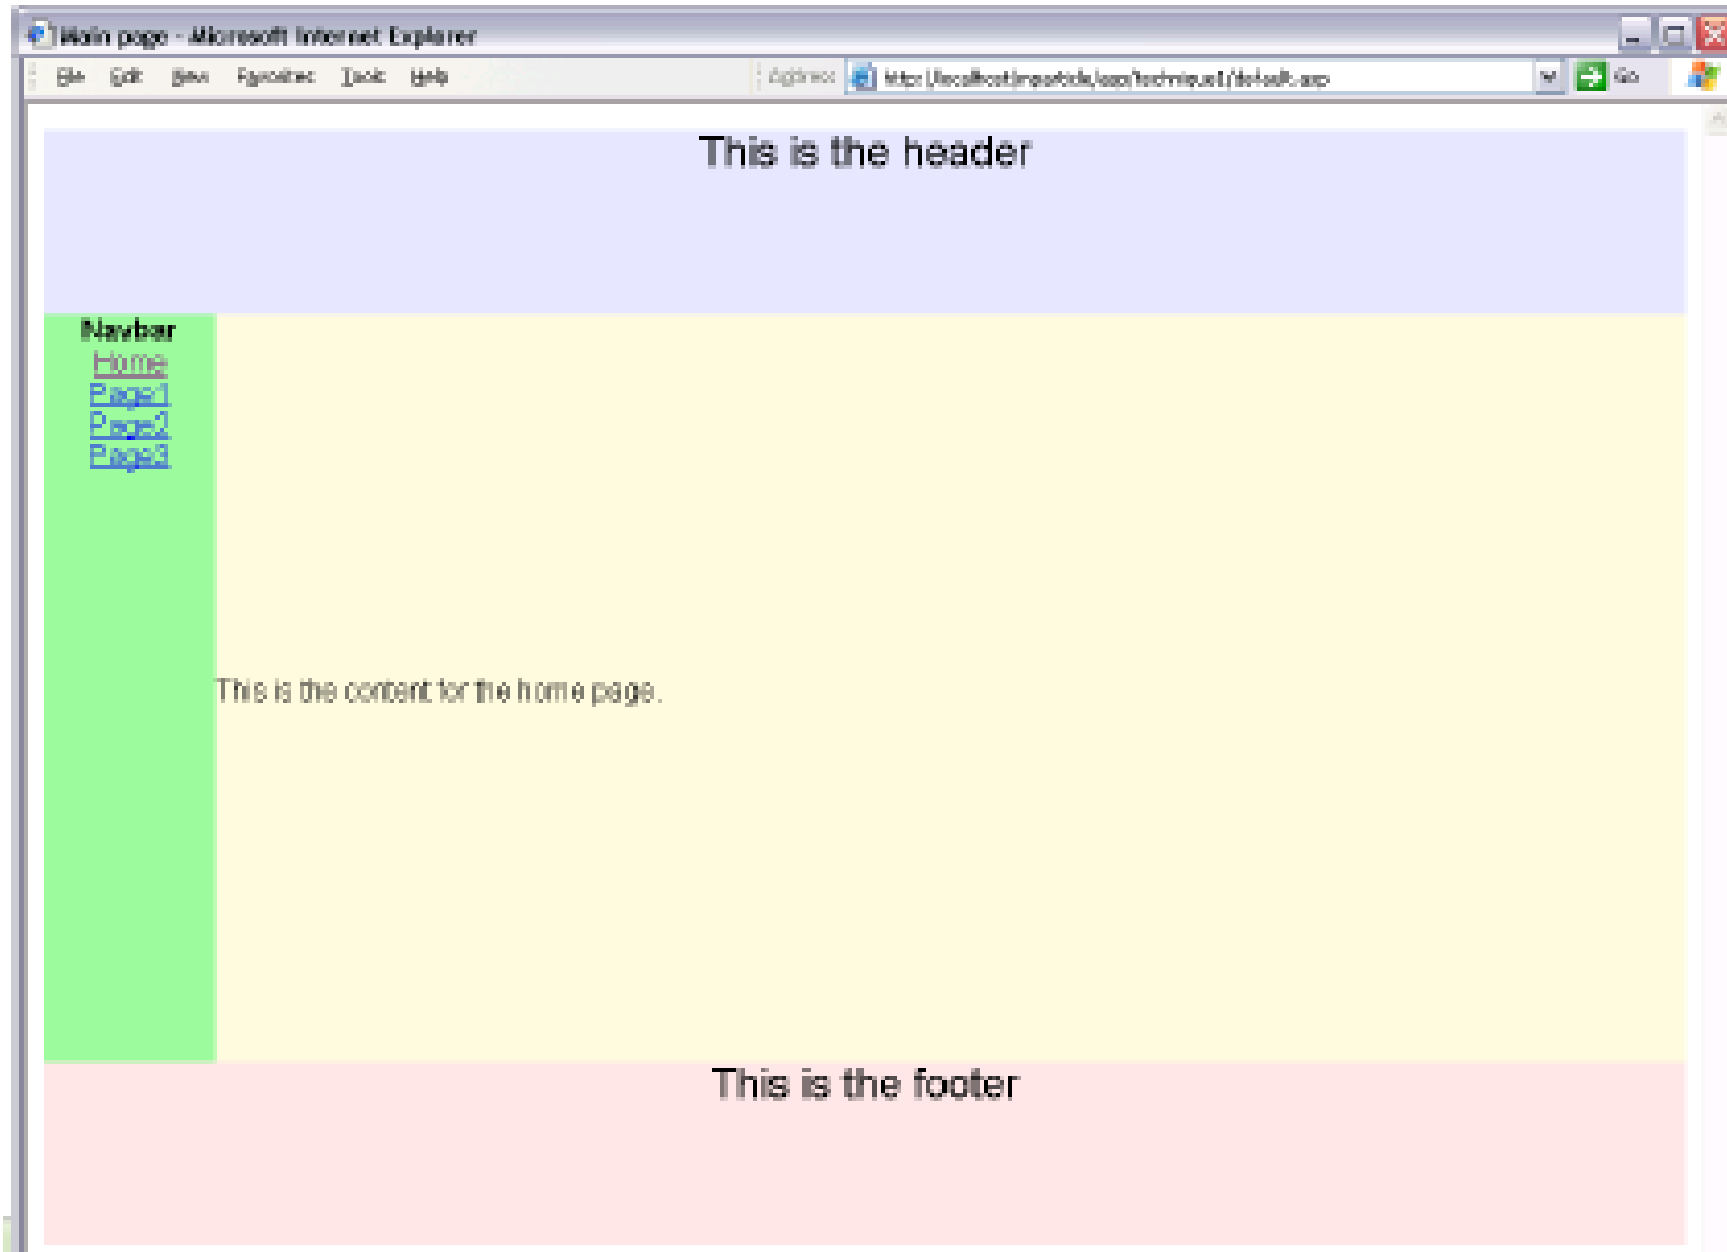 Main page - Microsoft Internet Explorer
File Edit View Favorites Tools Help Address Go
This is the header
Navbar
Home
Page1
Page2
Page3
This is the content for the home page.
This is the footer